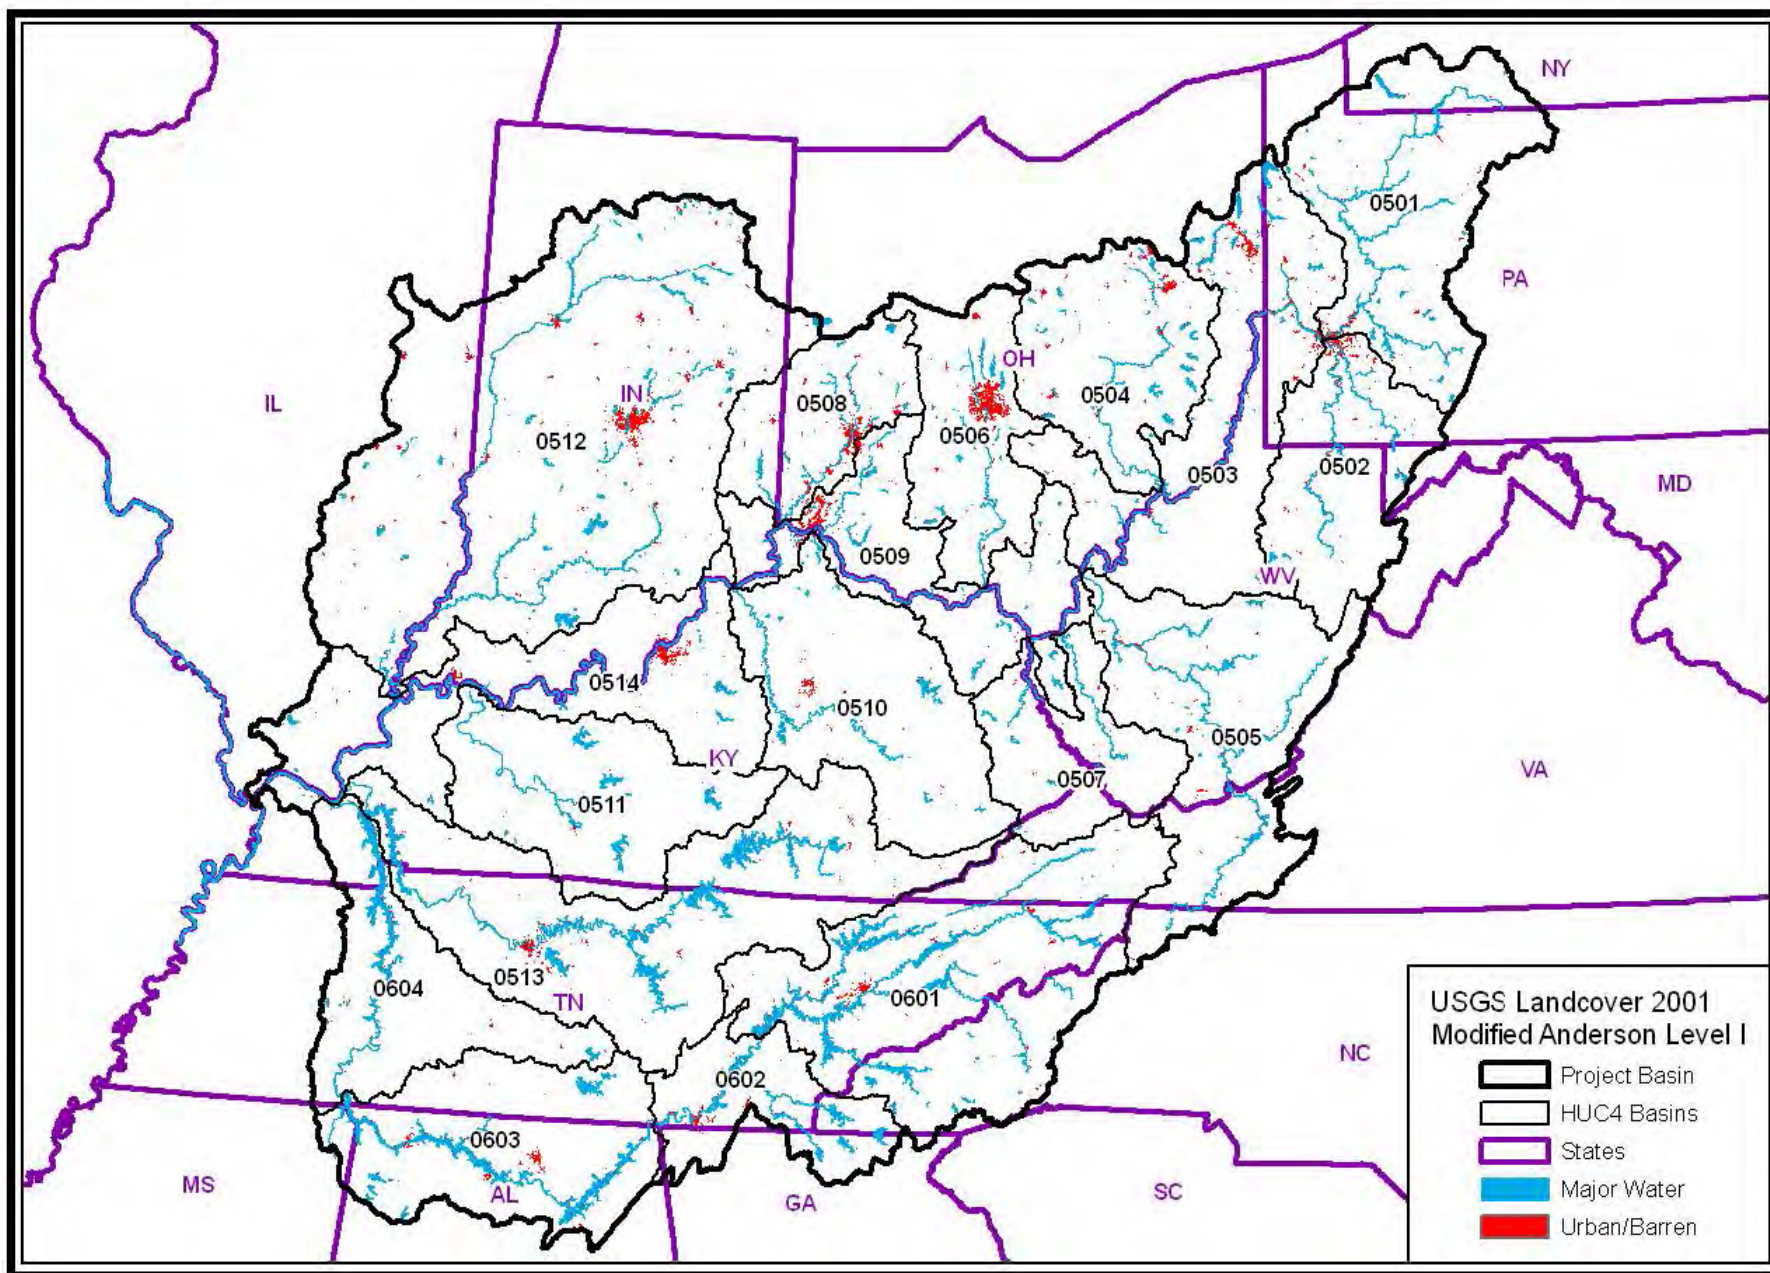 NY
0501
PA
OH
IN
IL
0508
0504
0512
0506
0502
0503
MD
0509
WV
0514
0510
0505
KY
VA
0507
0511
0513
0604
TN
0601
NC
0602
0603
MS
AL
GA
SC
USGS Landcover 2001
Modified Anderson Level I
Project Basin
HUC4 Basins
States
Major Water
Urban/Barren